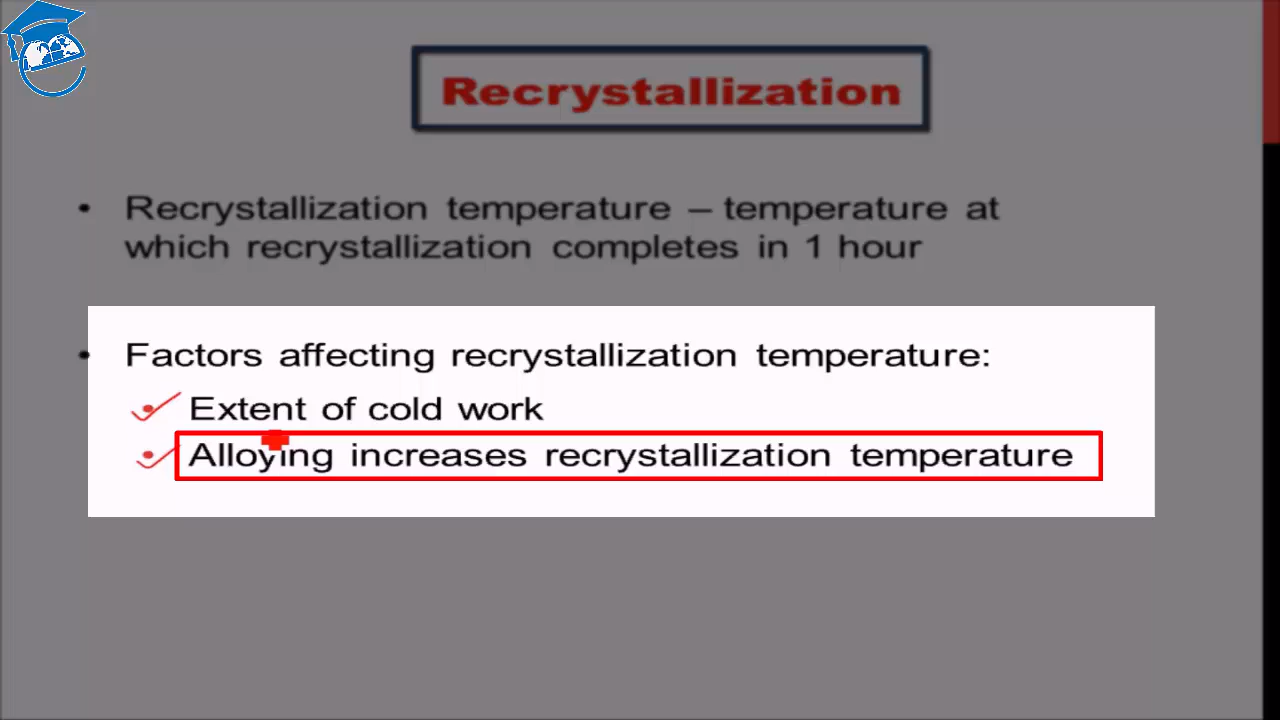 Recrystallization
• Recrystallization temperature – temperature at
which recrystallization completes in 1 hour
• Factors affecting recrystallization temperature:
Extent of cold work
Alloying increases recrystallization temperature